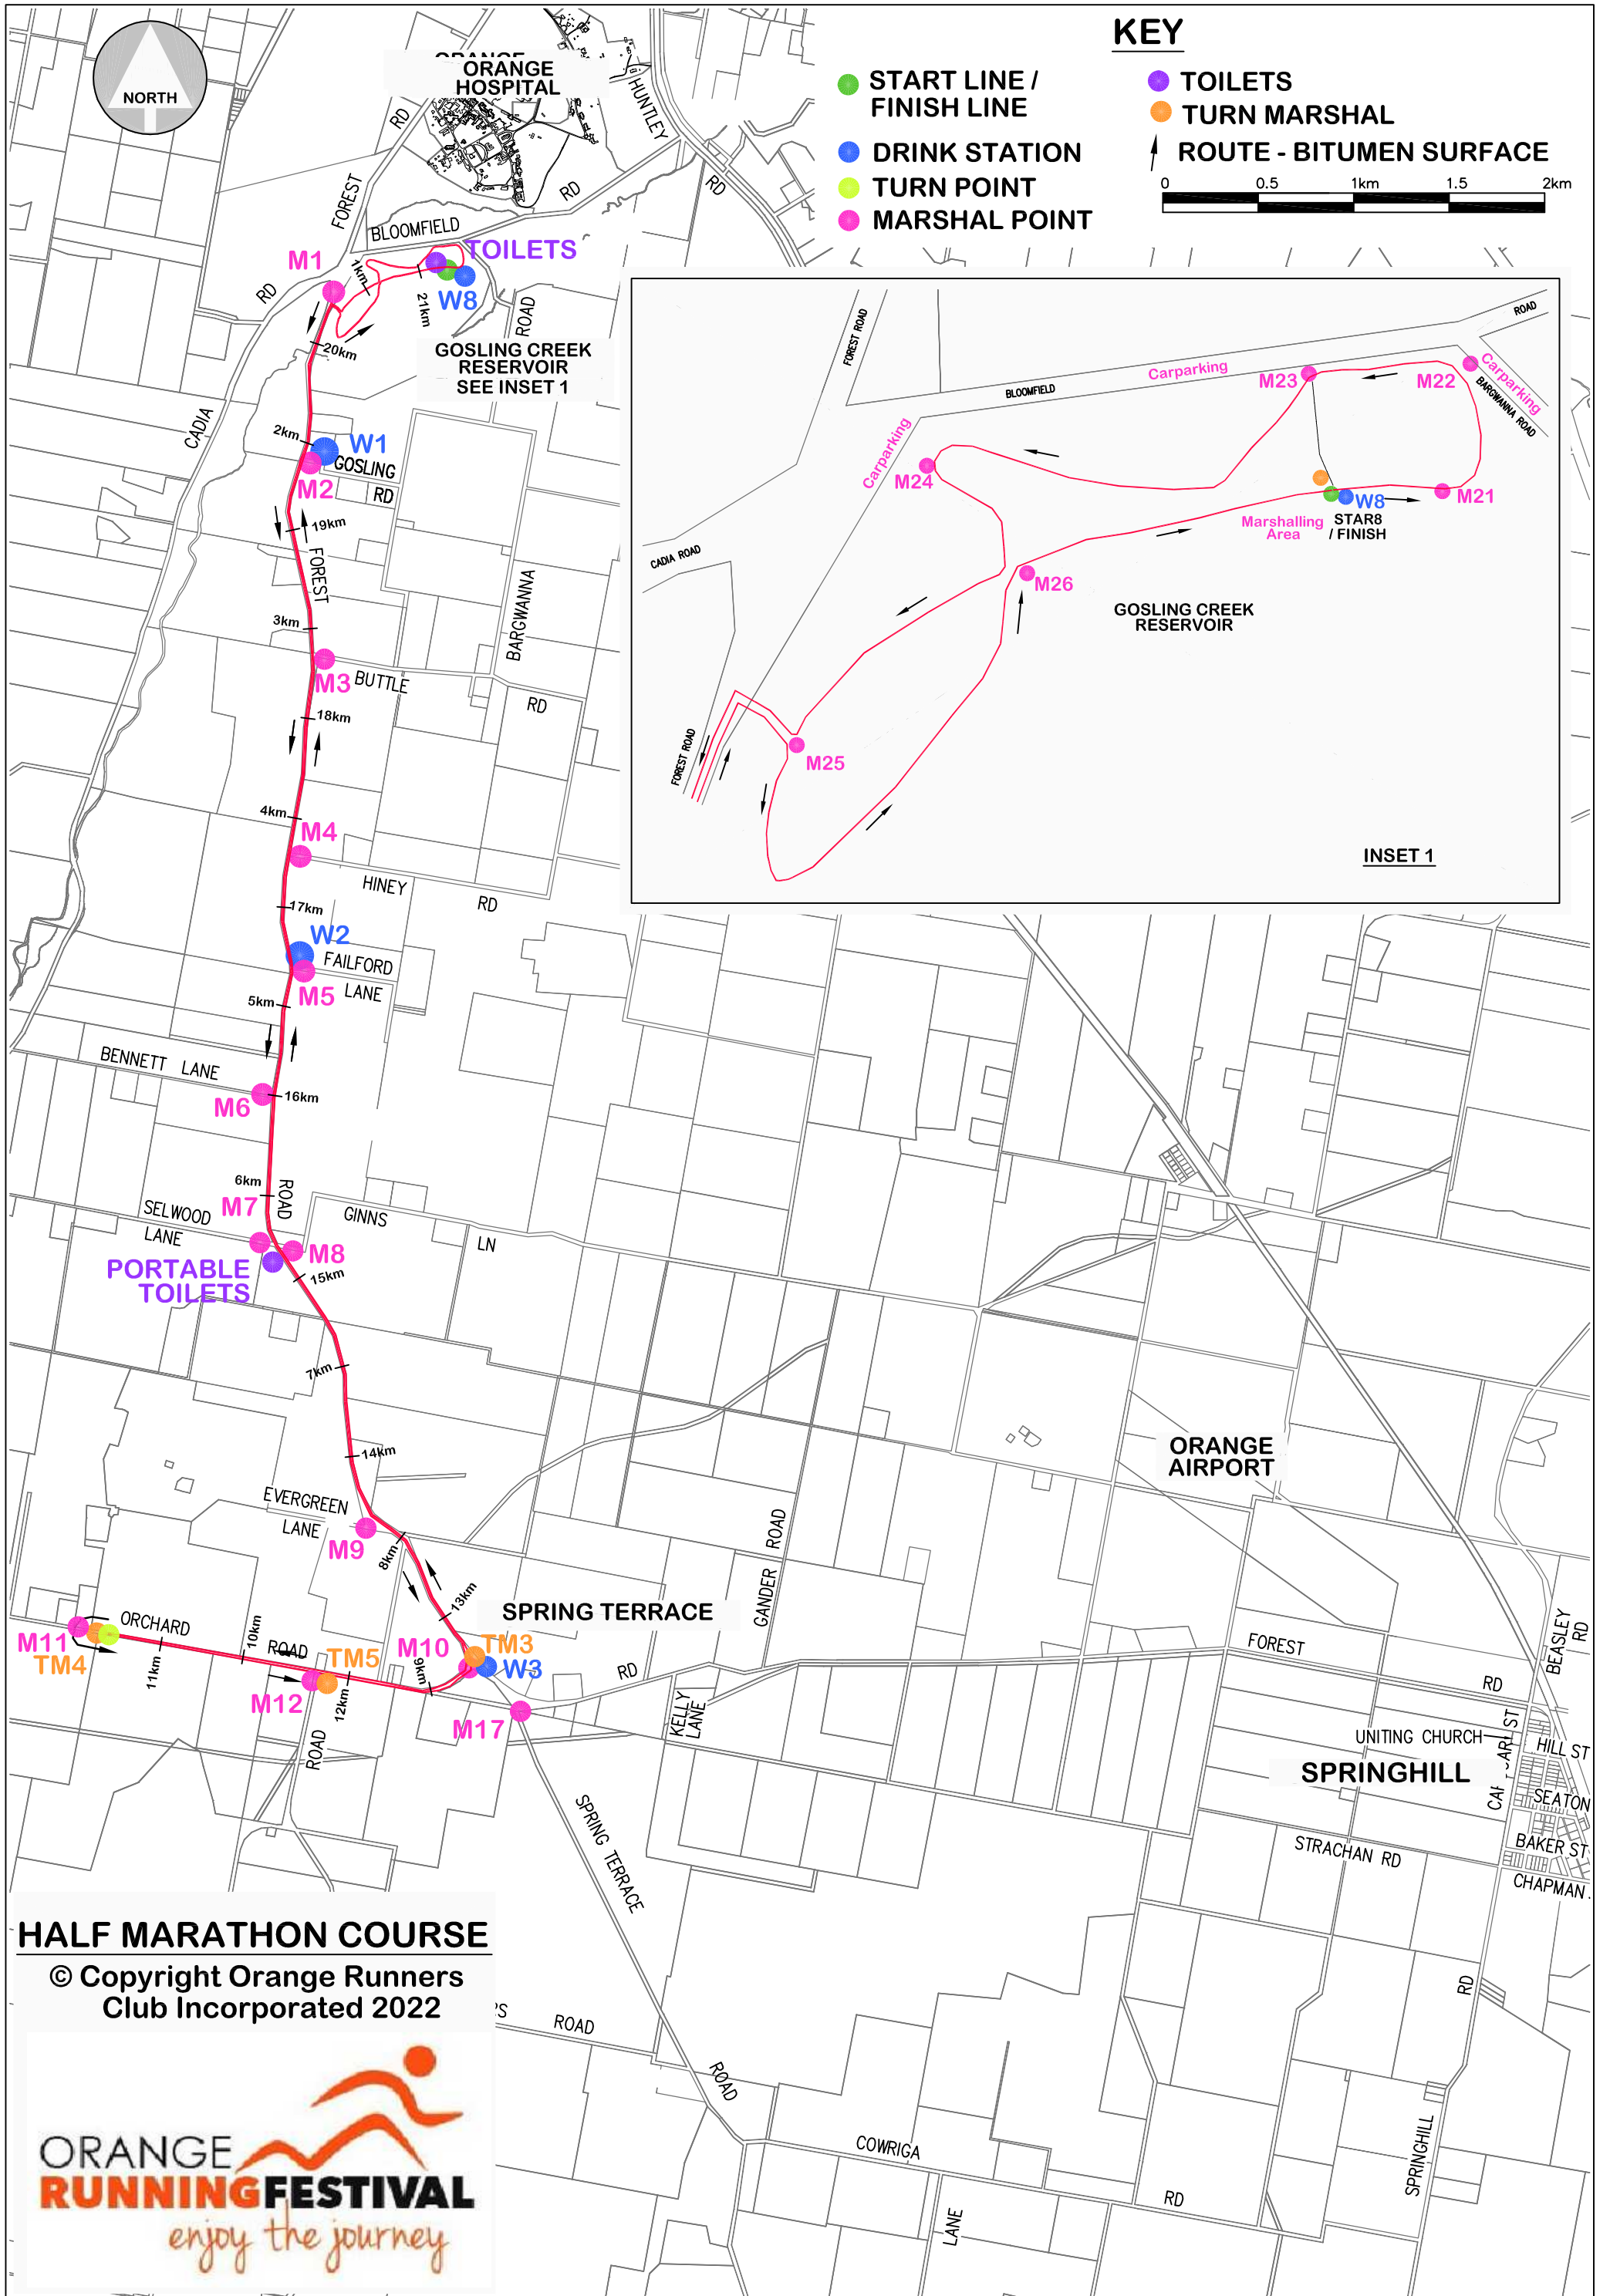 NORTH
ORANGE
HOSPITAL
KEY
START LINE /
FINISH LINE
DRINK STATION
TURN POINT
MARSHAL POINT
TOILETS
TURN MARSHAL
ROUTE - BITUMEN SURFACE
0 0.5 1km 1.5 2km
HUNTLEY
RD
FOREST
RD
BLOOMFIELD
RD
TOILETS
M1
1km
21km
W8
RD
ROAD
20km
GOSLING CREEK
RESERVOIR
SEE INSET 1
CADIA
2km
W1
GOSLING
RD
M2
19km
FOREST
BARGWANNA
3km
M3
BUTTLE
RD
18km
4km
M4
HINEY
RD
17km
W2
FAILFORD
LANE
M5
5km
BENNETT LANE
16km
M6
6km
ROAD
M7
SELWOOD
LANE
GINNS
LN
M8
PORTABLE
TOILETS
15km
7km
14km
EVERGREEN
LANE
M9
8km
13km
SPRING TERRACE
GANDER ROAD
ORANGE
AIRPORT
M11
TM4
ORCHARD
ROAD
11km
10km
TM5
M12
12km
ROAD
M10
9km
TM3
W3
M17
RD
KELLY
LANE
FOREST
RD
BEASLEY
RD
UNITING CHURCH
HILL ST
SPRINGHILL
SEATON
BAKER ST
CHAPMAN
STRACHAN RD
SPRING TERRACE
ROAD
ROAD
COWRIGA
RD
LANE
SPRINGHILL
RD
FOREST ROAD
BLOOMFIELD
ROAD
Carparking
M23
M22
Carparking
BARGWANNA ROAD
Carparking
M24
W8
M21
Marshalling
Area
STAR8
/ FINISH
CADIA ROAD
M26
GOSLING CREEK
RESERVOIR
FOREST ROAD
M25
INSET 1
HALF MARATHON COURSE
© Copyright Orange Runners
Club Incorporated 2022
ORANGE
RUNNINGFESTIVAL
enjoy the journey